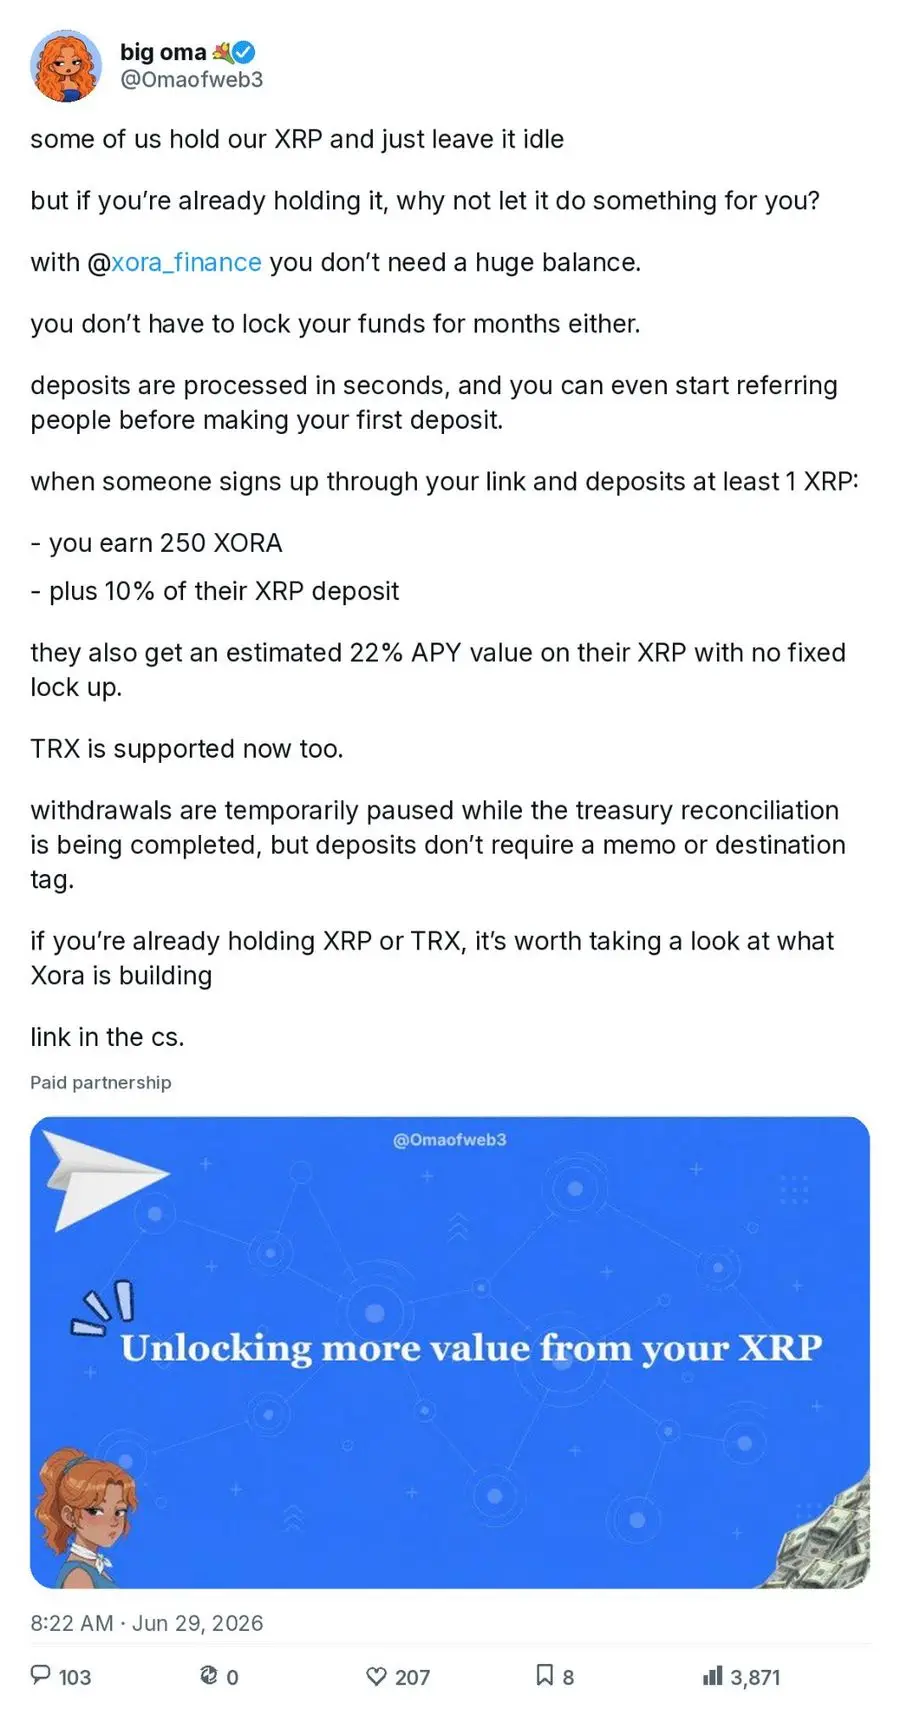 big oma
@Omaofweb3
some of us hold our XRP and just leave it idle
but if you’re already holding it, why not let it do something for you?
with @xora_finance you don’t need a huge balance.
you don’t have to lock your funds for months either.
deposits are processed in seconds, and you can even start referring
people before making your first deposit.
when someone signs up through your link and deposits at least 1 XRP:
- you earn 250 XORA
- plus 10% of their XRP deposit
they also get an estimated 22% APY value on their XRP with no fixed
lock up.
TRX is supported now too.
withdrawals are temporarily paused while the treasury reconciliation
is being completed, but deposits don’t require a memo or destination
tag.
if you’re already holding XRP or TRX, it’s worth taking a look at what
Xora is building
link in the cs.
Paid partnership
@Omaofweb3
Unlocking more value from your XRP
8:22 AM · Jun 29, 2026
103 0 207 8 3,871